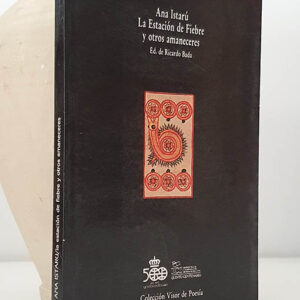 Ana Istarú
La Estación de Fiebre
y otros amaneceres
Ed. de Ricardo Bada
500
Colección Visor de Poesía
ANA ISTARÚ/la estación de fiebre y otros amaneceres